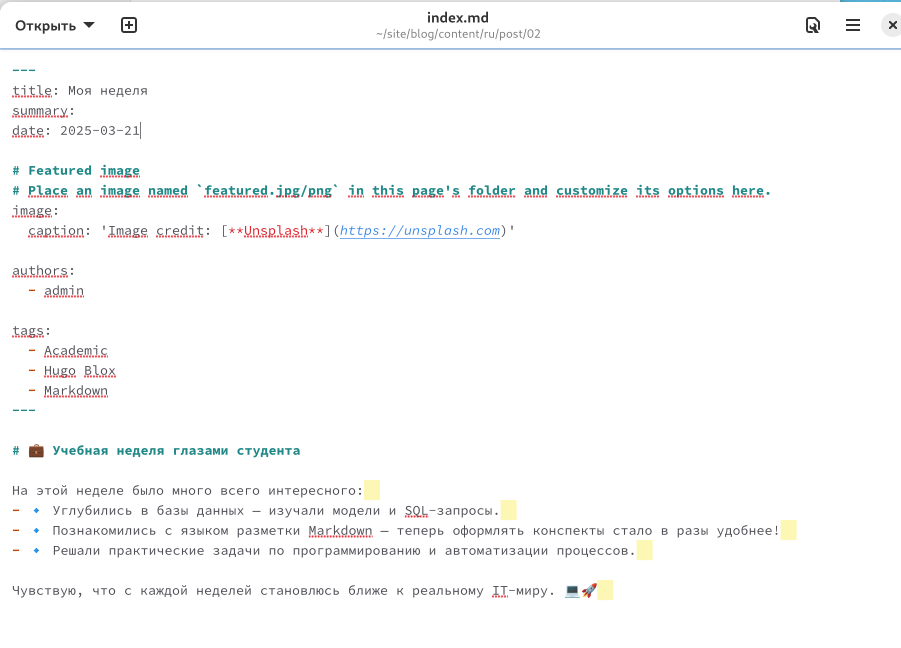 Открыть
index.md
~/site/blog/content/ru/post/02
---
title: Моя неделя
summary:
date: 2025-03-21
# Featured image
# Place an image named `featured.jpg/png` in this page's folder and customize its options here.
image:
  caption: 'Image credit: [**Unsplash**](https://unsplash.com)'
authors:
  - admin
tags:
  - Academic
  - Hugo Blox
  - Markdown
---
# 💼 Учебная неделя глазами студента
На этой неделе было много всего интересного:
- 🔹 Углубились в базы данных — изучали модели и SQL-запросы.
- 🔹 Познакомились с языком разметки Markdown — теперь оформлять конспекты стало в разы удобнее!
- 🔹 Решали практические задачи по программированию и автоматизации процессов.
Чувствую, что с каждой неделей становлюсь ближе к реальному IT-миру. 💻🚀